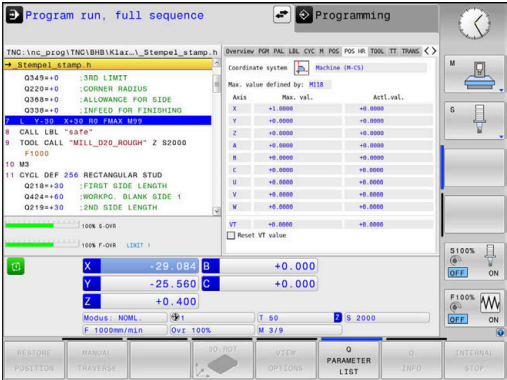 Program run, full sequence
Programming
TNC:\nc_prog\TNC\BHB\Klar…\_Stempel_stamp.h
→_Stempel_stamp.h
Q349=+0 ;3RD LIMIT
Q220=+0 ;CORNER RADIUS
Q368=+0 ;ALLOWANCE FOR SIDE
Q338=+0 ;INFEED FOR FINISHING
7 L Y-30 X+30 R0 FMAX M99
8 CALL LBL "safe"
9 TOOL CALL "MILL_D20_ROUGH" Z S2000
F1000
10 M3
11 CYCL DEF 256 RECTANGULAR STUD
Q218=+30 ;FIRST SIDE LENGTH
Q424=+60 ;WORKPC. BLANK SIDE 1
Q219=+30 ;2ND SIDE LENGTH
Overview PGM PAL LBL CYC M POS POS HR TOOL TT TRANS
Coordinate system Machine (M-CS)
Max. value defined by: M118
Axis Max. val. Actl.val.
X +1.0000 +0.0000
Y +0.0000 +0.0000
Z +0.0000 +0.0000
A +0.0000 +0.0000
B +0.0000 +0.0000
C +0.0000 +0.0000
U +0.0000 +0.0000
V +0.0000 +0.0000
W +0.0000 +0.0000
VT +0.0000 +0.0000
Reset VT value
100% S-OVR
100% F-OVR LIMIT 1
X -29.084 B +0.000
Y -25.560 C +0.000
Z +0.400
Modus: NOML. 1 T 50 Z S 2000
F 1000mm/min Ovr 100% M 3/9
M
S
S100%
OFF ON
F100%
OFF ON
RESTORE POSITION
MANUAL TRAVERSE
3D ROT
VIEW OPTIONS
Q PARAMETER LIST
Q INFO
INTERNAL STOP